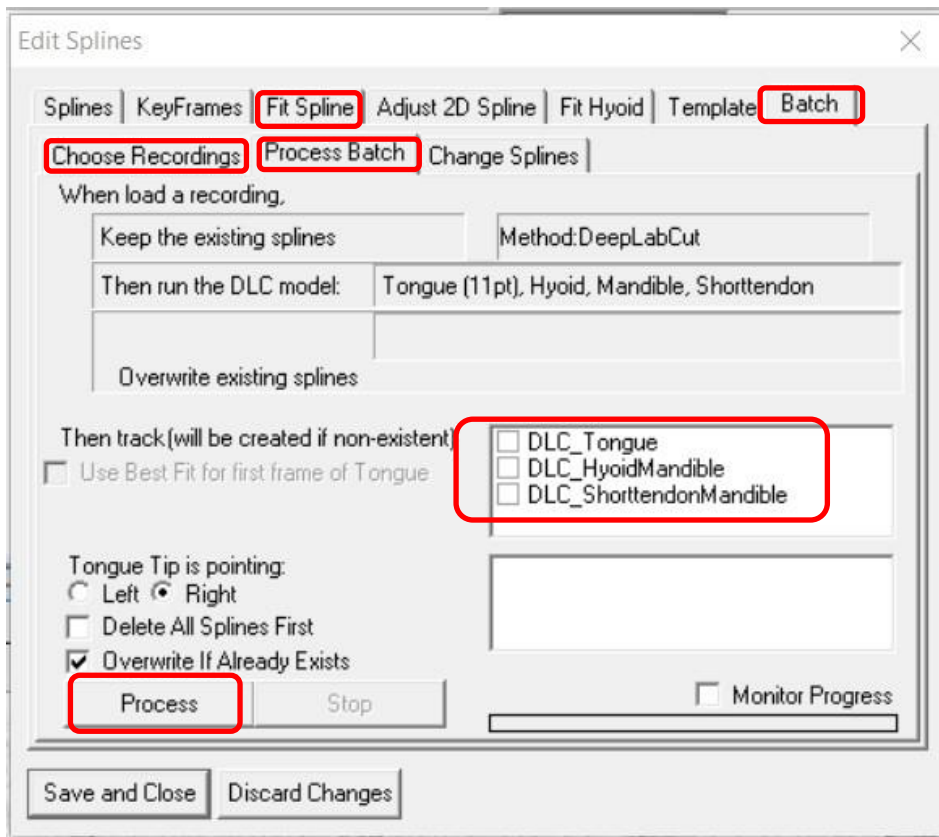 Edit Splines
Splines KeyFrames Fit Spline Adjust 2D Spline Fit Hyoid Template Batch
Choose Recordings Process Batch Change Splines
When load a recording,
Keep the existing splines Method:DeepLabCut
Then run the DLC model: Tongue (11pt), Hyoid, Mandible, Shorttendon
Overwrite existing splines
Then track(will be created if non-existent)
Use Best Fit for first frame of Tongue
DLC_Tongue
DLC_HyoidMandible
DLC_ShorttendonMandible
Tongue Tip is pointing:
Left Right
Delete All Splines First
Overwrite If Already Exists
Process Stop
Monitor Progress
Save and Close Discard Changes